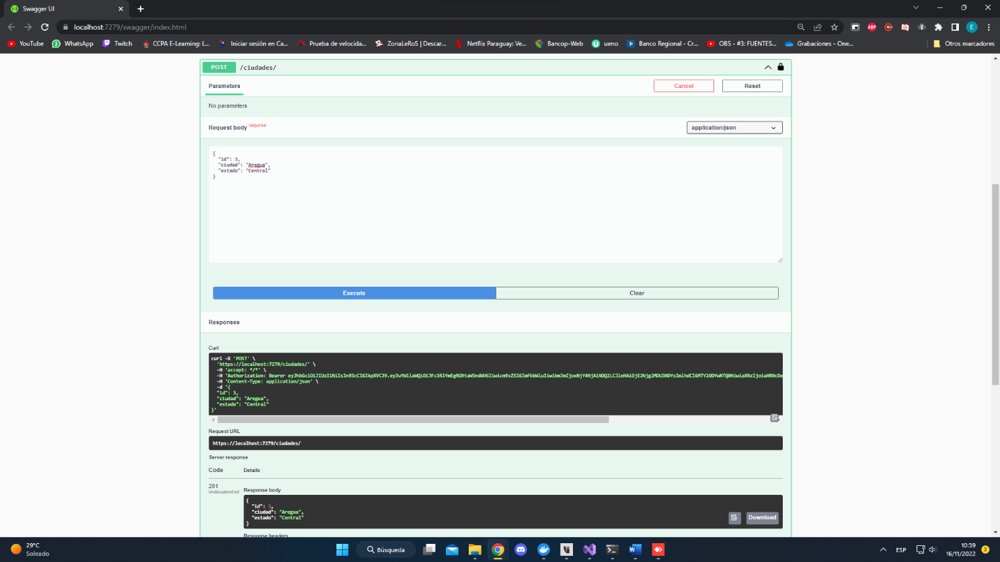 Swagger UI
localhost:7279/swagger/index.html
ABP
E
YouTube
2 WhatsApp
Twitch
CCPA E-Learning: L...
Iniciar sesión en Ca...
Prueba de velocida...
ZonaLeRoS | Descar...
Netflix Paraguay: Ve...
Bancop-Web
ueno
Banco Regional - Cr...
OBS - #3: FUENTES...
Grabaciones - One...
Otros marcadores
POST /ciudades/
Parameters
Cancel
Reset
No parameters
Request body required
application/json
{
"id": 3,
"ciudad": "Aregua",
"estado": "Central"
}
Execute
Clear
Responses
Curl
curl -X 'POST' \
'https://localhost:7279/ciudades/' \
-H 'accept: */*' \
-H 'Authorization: Bearer
-H 'Content-Type: application/json' \
-d '{
"id": 3,
"ciudad": "Aregua",
"estado": "Central"
}'
Request URL
https://localhost:7279/ciudades/
Server response
Code Details
201
Undocumented
Response body
{
"id": 3,
"ciudad": "Aregua",
"estado": "Central"
}
Download
Response headers
29°C
Soleado
Búsqueda
ESP
10:39
16/11/2022
3